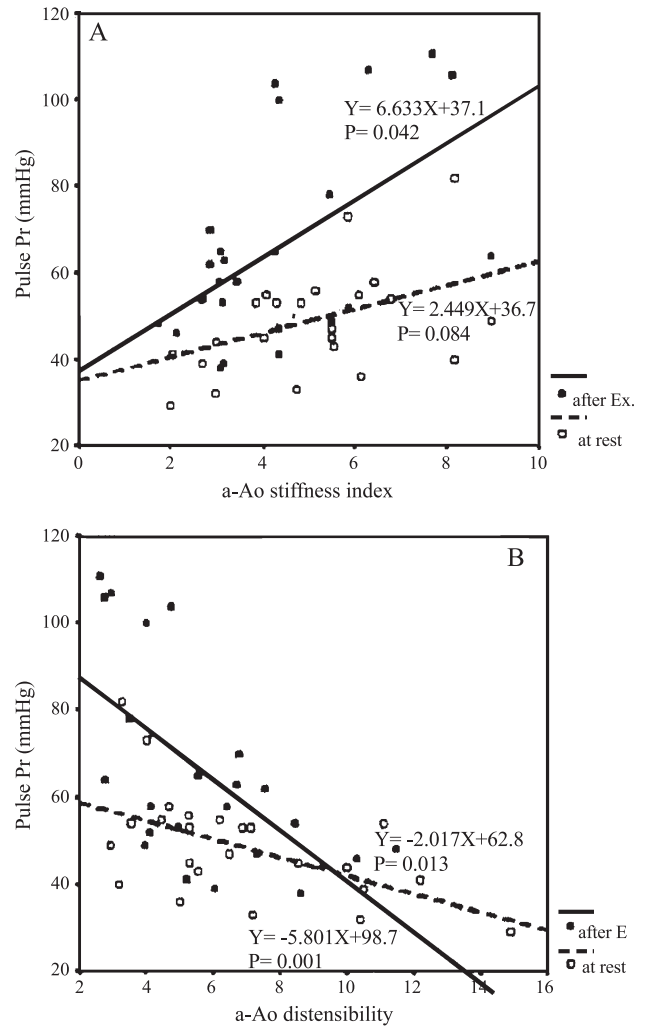 A
120
100
80
60
40
20
Pulse Pr (mmHg)
Y= 6.633X+37.1
P= 0.042
Y= 2.449X+36.7
P= 0.084
0 2 4 6 8 10
a-Ao stiffness index
after Ex.
at rest
B
120
100
80
60
40
20
Pulse Pr (mmHg)
Y= -2.017X+62.8
P= 0.013
Y= -5.801X+98.7
P= 0.001
2 4 6 8 10 12 14 16
a-Ao distensibility
after E
at rest